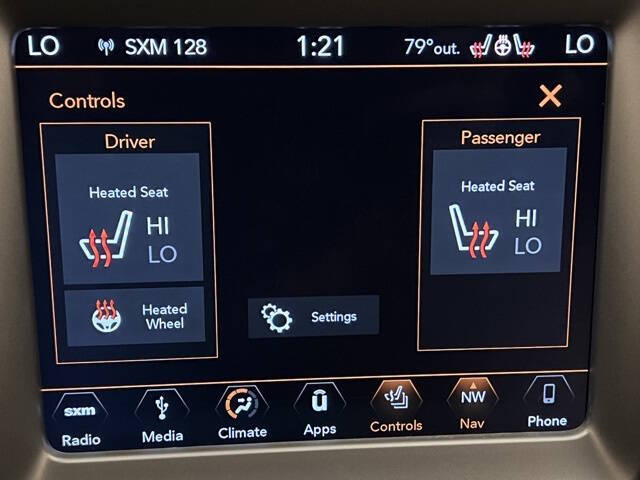 LO SXM 128 1:21 79°out. LO
Controls
Driver
Passenger
Heated Seat
HI
LO
Heated Seat
HI
LO
Heated
Wheel
Settings
sxm
Radio
Media
Climate
Apps
Controls
NW
Nav
Phone